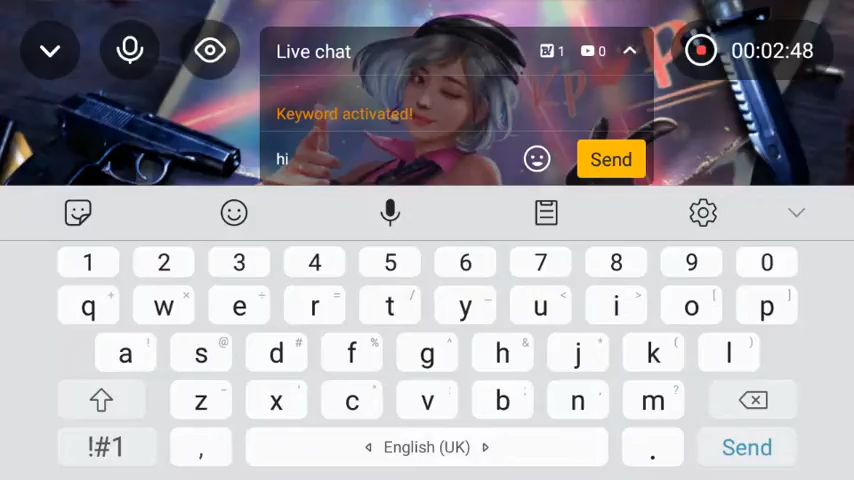 Live chat
1
0
00:02:48
Keyword activated!
hi
Send
1 2 3 4 5 6 7 8 9 0
q + w × e ÷ r = t / y _ u < i > o [ p ]
a ! s @ d # f % g ^ h & j * k ( l )
z - x ' c " v : b ; n , m ?
!#1 , English (UK) . Send